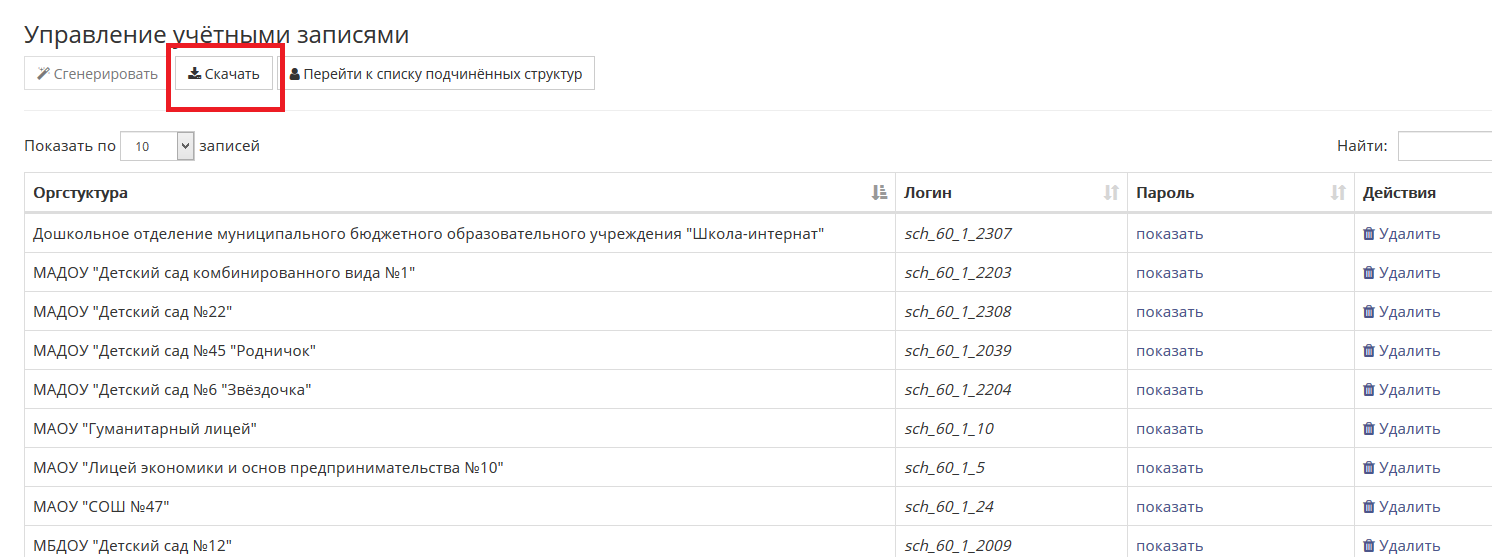 Управление учётными записями
Сгенерировать Скачать Перейти к списку подчинённых структур
Показать по 10 записей Найти:
Оргстуктура Логин Пароль Действия
Дошкольное отделение муниципального бюджетного образовательного учреждения "Школа-интернат" sch_60_1_2307 показать Удалить
МАДОУ "Детский сад комбинированного вида №1" sch_60_1_2203 показать Удалить
МАДОУ "Детский сад №22" sch_60_1_2308 показать Удалить
МАДОУ "Детский сад №45 "Родничок" sch_60_1_2039 показать Удалить
МАДОУ "Детский сад №6 "Звёздочка" sch_60_1_2204 показать Удалить
МАОУ "Гуманитарный лицей" sch_60_1_10 показать Удалить
МАОУ "Лицей экономики и основ предпринимательства №10" sch_60_1_5 показать Удалить
МАОУ "СОШ №47" sch_60_1_24 показать Удалить
МБДОУ "Детский сад №12" sch_60_1_2009 показать Удалить